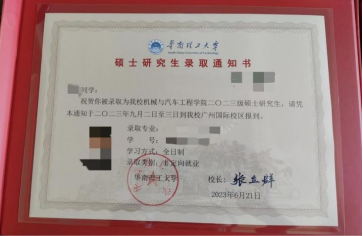 华南理工大学
硕士研究生录取通知书
同学：
祝贺你被录取为我校机械与汽车工程学院二〇二三级硕士研究生，请凭
本通知于二〇二三年九月二日至三日到我校广州国际校区报到。
录取专业：
学号：
学习方式：全日制
录取类别：非定向就业
华南理工大学
校长：张立群
2023年6月21日